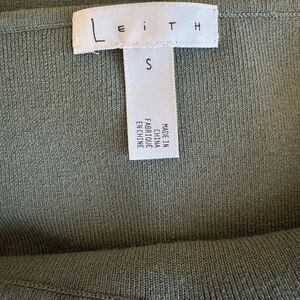 LEITH
S
MADE IN
CHINA
FABRIQUÉ
EN CHINE